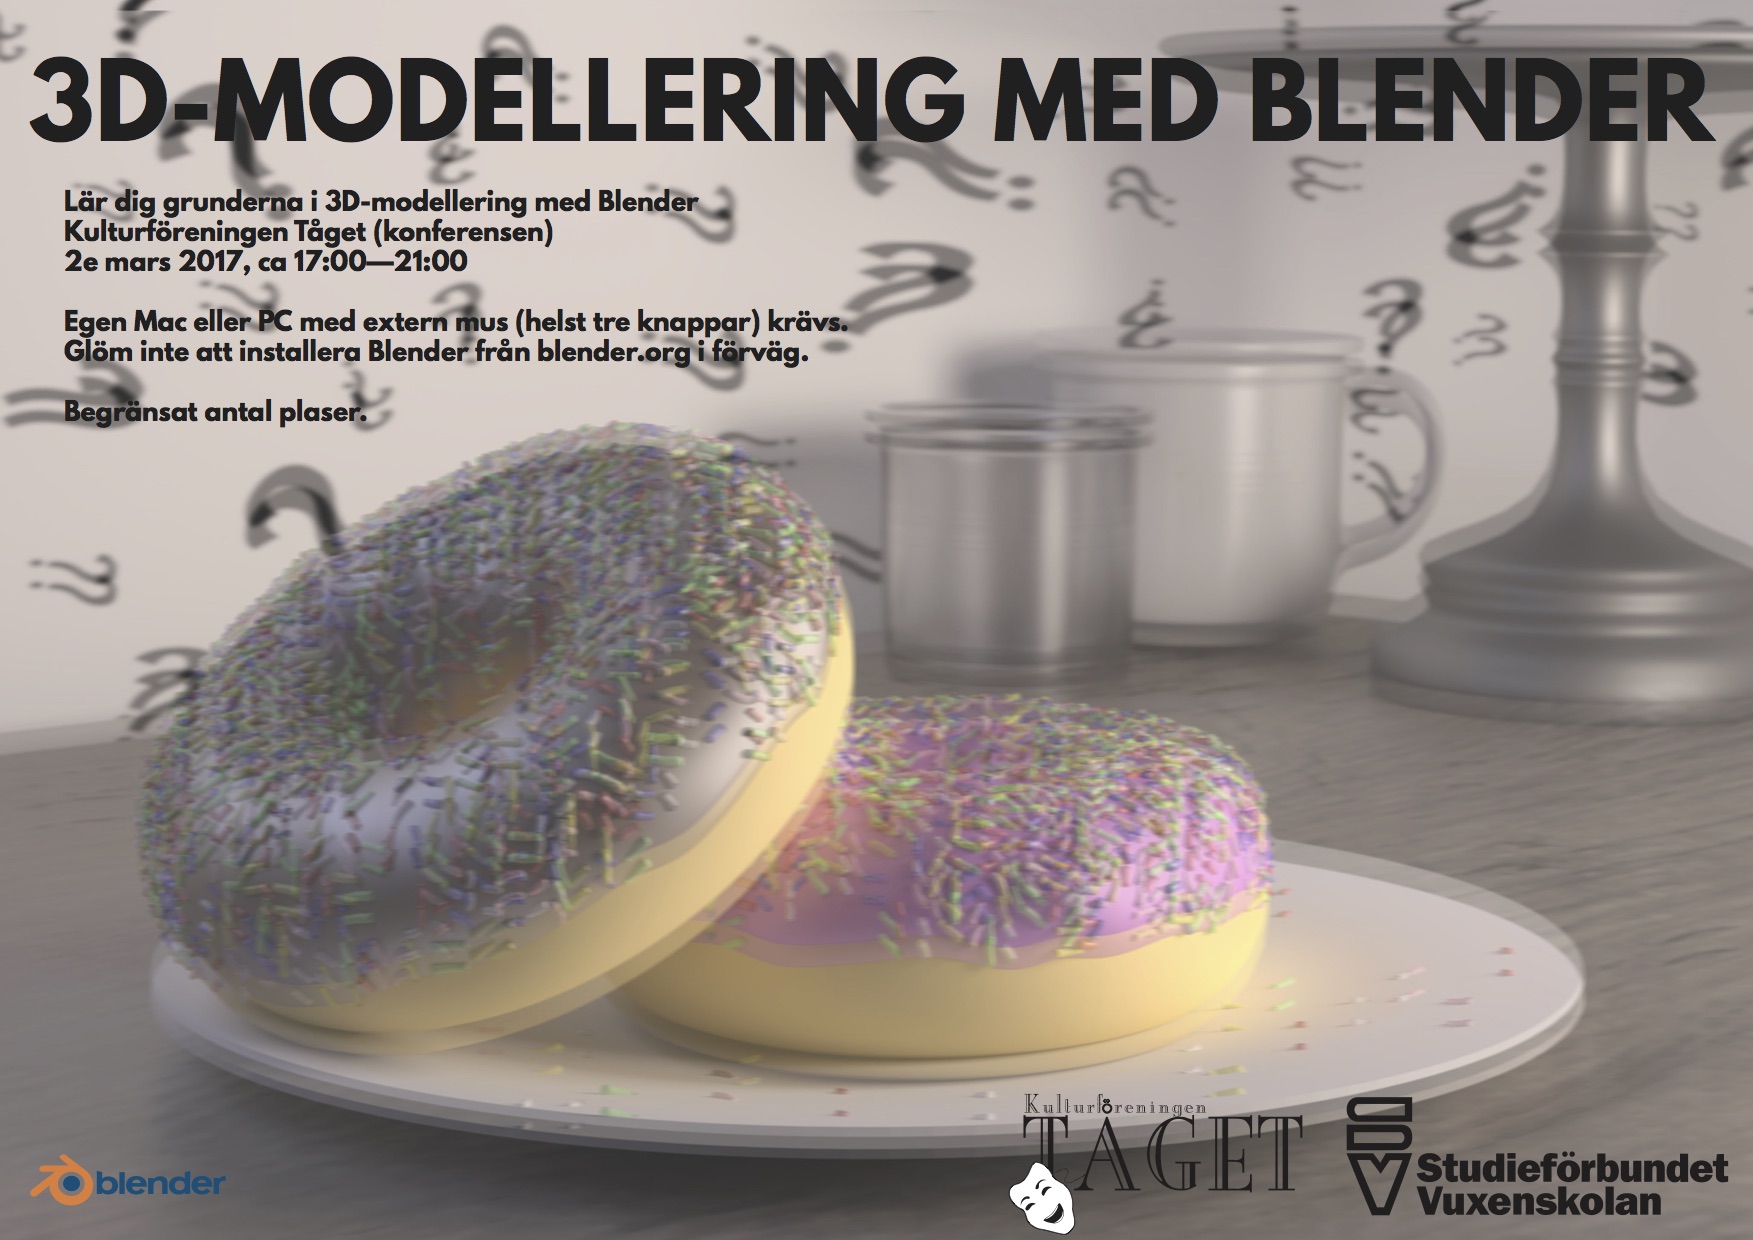 3D-MODELLERING MED BLENDER
Lär dig grunderna i 3D-modellering med Blender
Kulturföreningen Tåget (konferensen)
2e mars 2017, ca 17:00—21:00
Egen Mac eller PC med extern mus (helst tre knappar) krävs.
Glöm inte att installera Blender från blender.org i förväg.
Begränsat antal plaser.
blender
Kulturföreningen
TÅGET
SV
Studieförbundet
Vuxenskolan